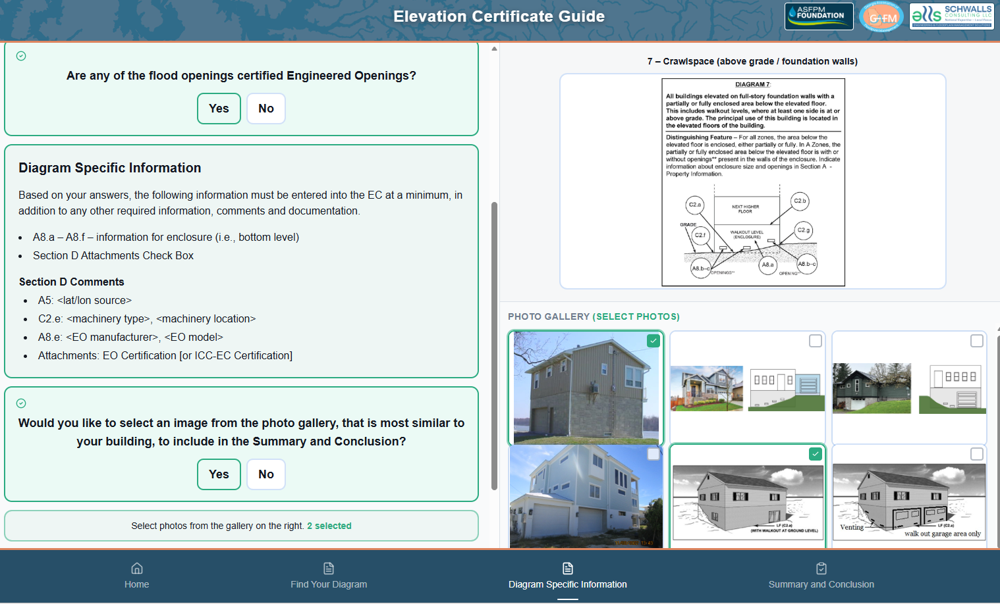 Elevation Certificate Guide
ASFPM
FOUNDATION
GAFM
SCHWALLS
CONSULTING LLC
Are any of the flood openings certified Engineered Openings?
Yes
No
Diagram Specific Information
Based on your answers, the following information must be entered into the EC at a minimum, in
addition to any other required information, comments and documentation.
• A8.a – A8.f – information for enclosure (i.e., bottom level)
• Section D Attachments Check Box
Section D Comments
• A5: <lat/lon source>
• C2.e: <machinery type>, <machinery location>
• A8.e: <EO manufacturer>, <EO model>
• Attachments: EO Certification [or ICC-EC Certification]
Would you like to select an image from the photo gallery, that is most similar to
your building, to include in the Summary and Conclusion?
Yes
No
Select photos from the gallery on the right. 2 selected
7 – Crawlspace (above grade / foundation walls)
DIAGRAM 7:
All buildings elevated on full-story foundation walls with a
partially or fully enclosed area below the elevated floor.
This includes walkout levels, where at least one side is at or
above grade. The principal use of this building is located in
the elevated floors of the building.
Distinguishing Feature – For all zones, the area below the
elevated floor is enclosed, either partially or fully. In A Zones, the
partially or fully enclosed area below the elevated floor is with or
without openings** present in the walls of the enclosure. Indicate
information about enclosure size and openings in Section A -
Property Information.
C2.a
C2.b
NEXT HIGHER
FLOOR
GRADE
C2.f
WALKOUT LEVEL
(ENCLOSURE)
C2.g
A8.b–c
OPENINGS**
A8.a
OPENING**
A8.b–c
PHOTO GALLERY (SELECT PHOTOS)
LF (C2.a)
(WITH WALKOUT AT GROUND LEVEL)
Venting
LF (C2.a)
walk out garage area only
Home
Find Your Diagram
Diagram Specific Information
Summary and Conclusion